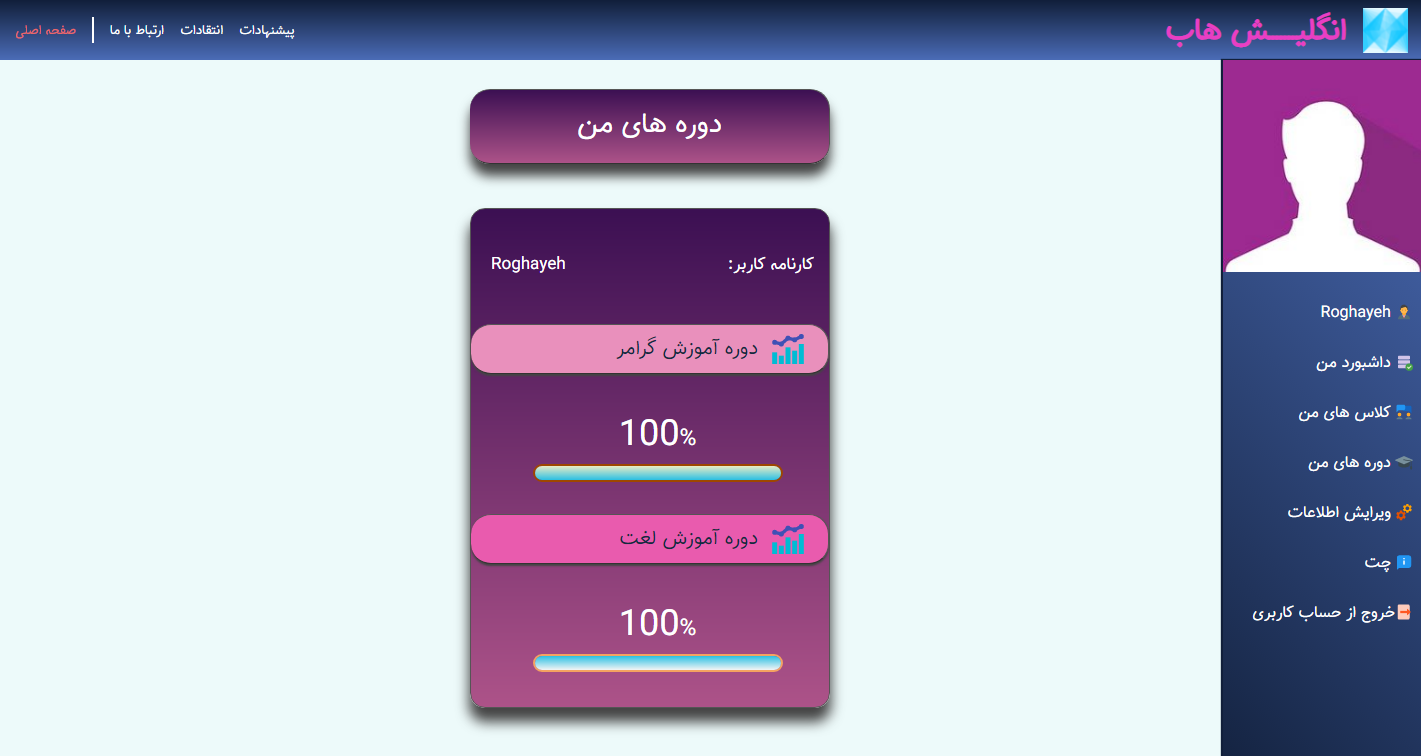 انگلیـــش هاب
پیشنهادات
انتقادات
ارتباط با ما
صفحه اصلی
Roghayeh
داشبورد من
کلاس های من
دوره های من
ویرایش اطلاعات
چت
خروج از حساب کاربری
دوره های من
کارنامه کاربر: Roghayeh
دوره آموزش گرامر
100%
دوره آموزش لغت
100%